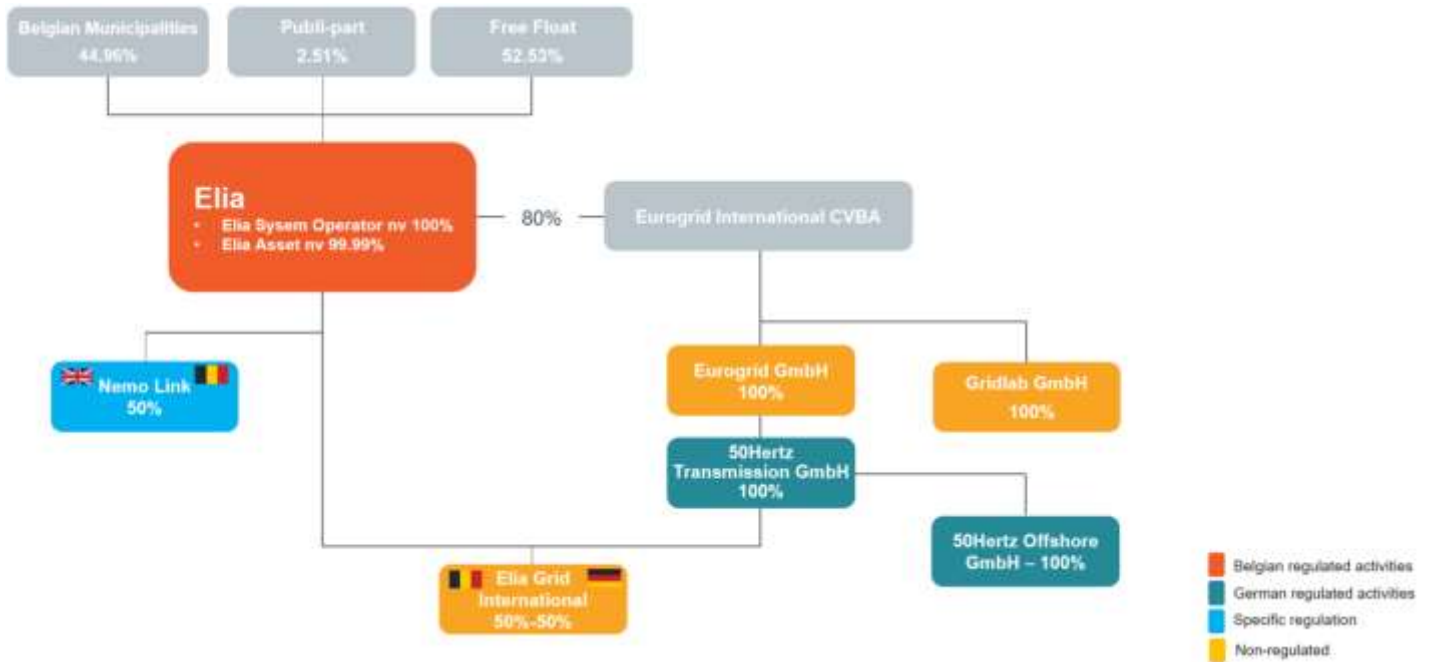 Belgian Municipalities
44.96%
Publi-part
2.51%
Free Float
52.53%
Elia
• Elia Sysem Operator nv 100%
• Elia Asset nv 99.99%
80%
Eurogrid International CVBA
Nemo Link
50%
Eurogrid GmbH
100%
Gridlab GmbH
100%
50Hertz
Transmission GmbH
100%
50Hertz Offshore
GmbH – 100%
Elia Grid
International
50%-50%
Belgian regulated activities
German regulated activities
Specific regulation
Non-regulated